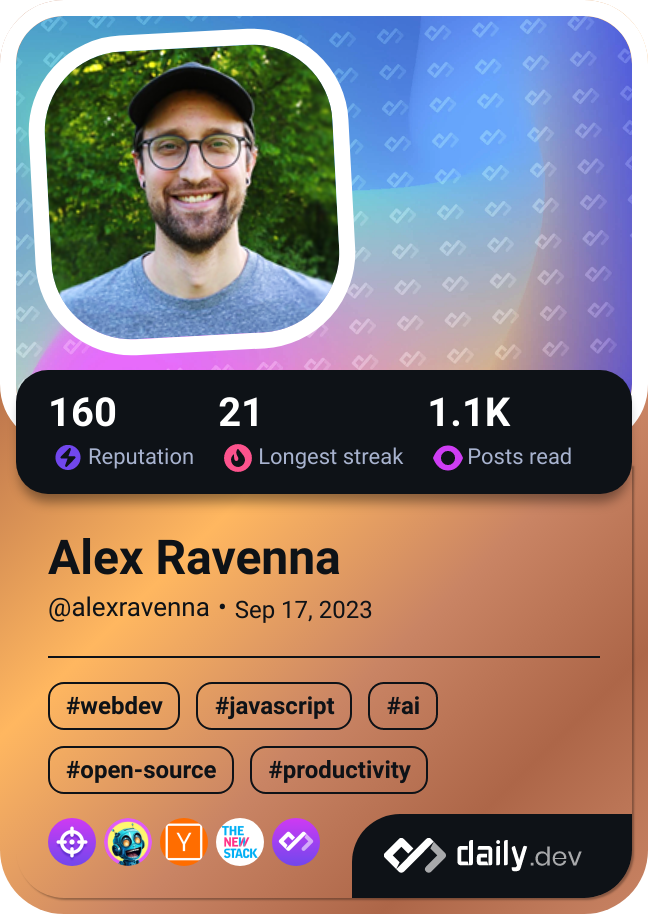 160 21 1.1K
Reputation Longest streak Posts read
Alex Ravenna
@alexravenna • Sep 17, 2023
#webdev #javascript #ai
#open-source #productivity
Y
THE
NEW
STACK
daily.dev